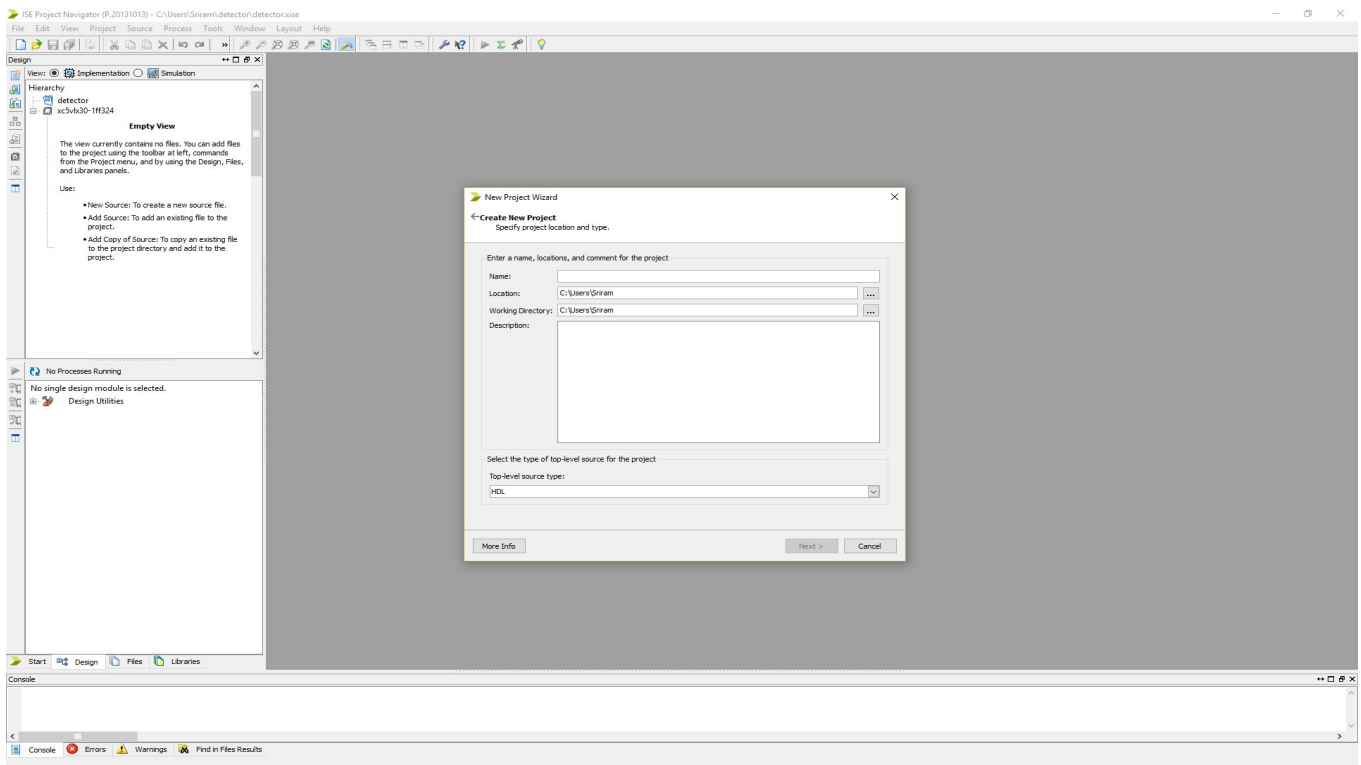 ISE Project Navigator (P.20131013) - C:\Users\Sriram\detector\detector.xise
File Edit View Project Source Process Tools Window Layout Help
Design
View: Implementation Simulation
Hierarchy
detector
xc5vlx30-1ff324
Empty View
The view currently contains no files. You can add files
to the project using the toolbar at left, commands
from the Project menu, and by using the Design, Files,
and Libraries panels.
Use:
•New Source: To create a new source file.
•Add Source: To add an existing file to the
project.
•Add Copy of Source: To copy an existing file
to the project directory and add it to the
project.
No Processes Running
No single design module is selected.
Design Utilities
Start Design Files Libraries
New Project Wizard
Create New Project
Specify project location and type.
Enter a name, locations, and comment for the project
Name:
Location: C:\Users\Sriram ...
Working Directory: C:\Users\Sriram ...
Description:
Select the type of top-level source for the project
Top-level source type:
HDL
More Info Next > Cancel
Console
Console Errors Warnings Find in Files Results